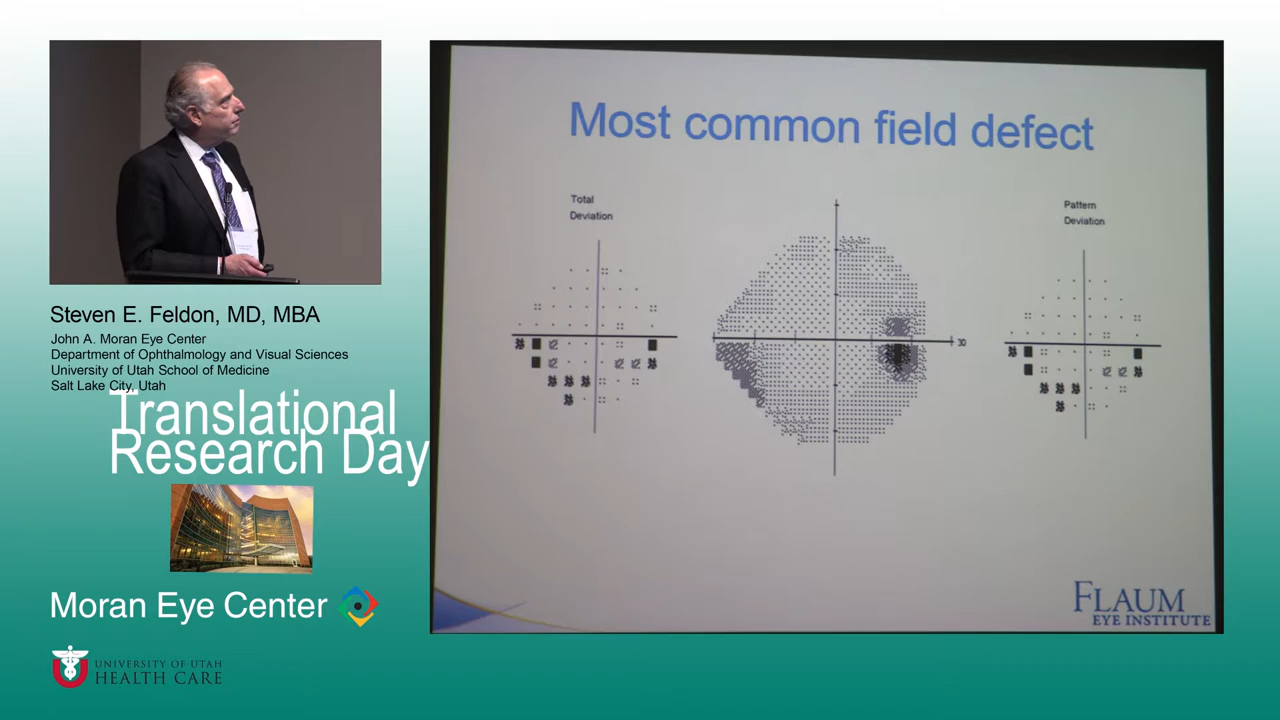 Steven E. Feldon, MD, MBA
John A. Moran Eye Center
Department of Ophthalmology and Visual Sciences
University of Utah School of Medicine
Salt Lake City, Utah
Translational
Research Day
Moran Eye Center
UNIVERSITY OF UTAH
HEALTH CARE
Most common field defect
Total
Deviation
30
Pattern
Deviation
FLAUM
EYE INSTITUTE